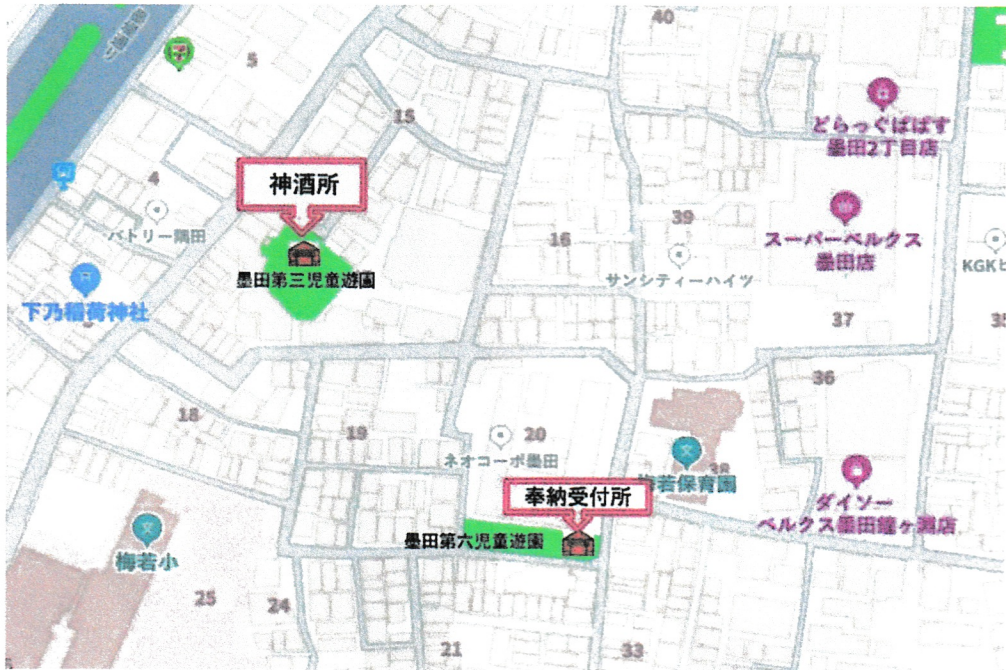 40
5
15
どらっぐぱぱす
墨田2丁目店
神酒所
4
パトリー隅田
39
16
スーパーベルクス
墨田店
サンシティーハイツ
KGKビ
墨田第三児童遊園
下乃稲荷神社
37
35
36
18
19
20
ネオコーポ墨田
38
梅若保育園
奉納受付所
ダイソー
ベルクス墨田鐘ヶ淵店
墨田第六児童遊園
梅若小
25
24
21
33